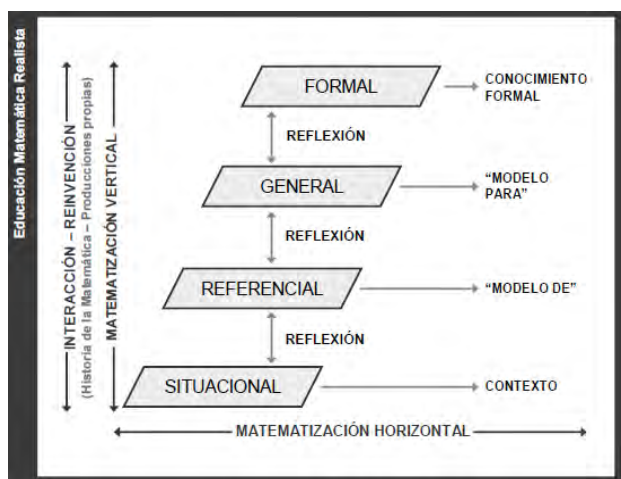 Educación Matemática Realista
INTERACCIÓN – REINVENCIÓN
(Historia de la Matemática – Producciones propias)
MATEMATIZACIÓN VERTICAL
FORMAL
CONOCIMIENTO
FORMAL
REFLEXIÓN
GENERAL
“MODELO
PARA”
REFLEXIÓN
REFERENCIAL
“MODELO DE”
REFLEXIÓN
SITUACIONAL
CONTEXTO
MATEMATIZACIÓN HORIZONTAL